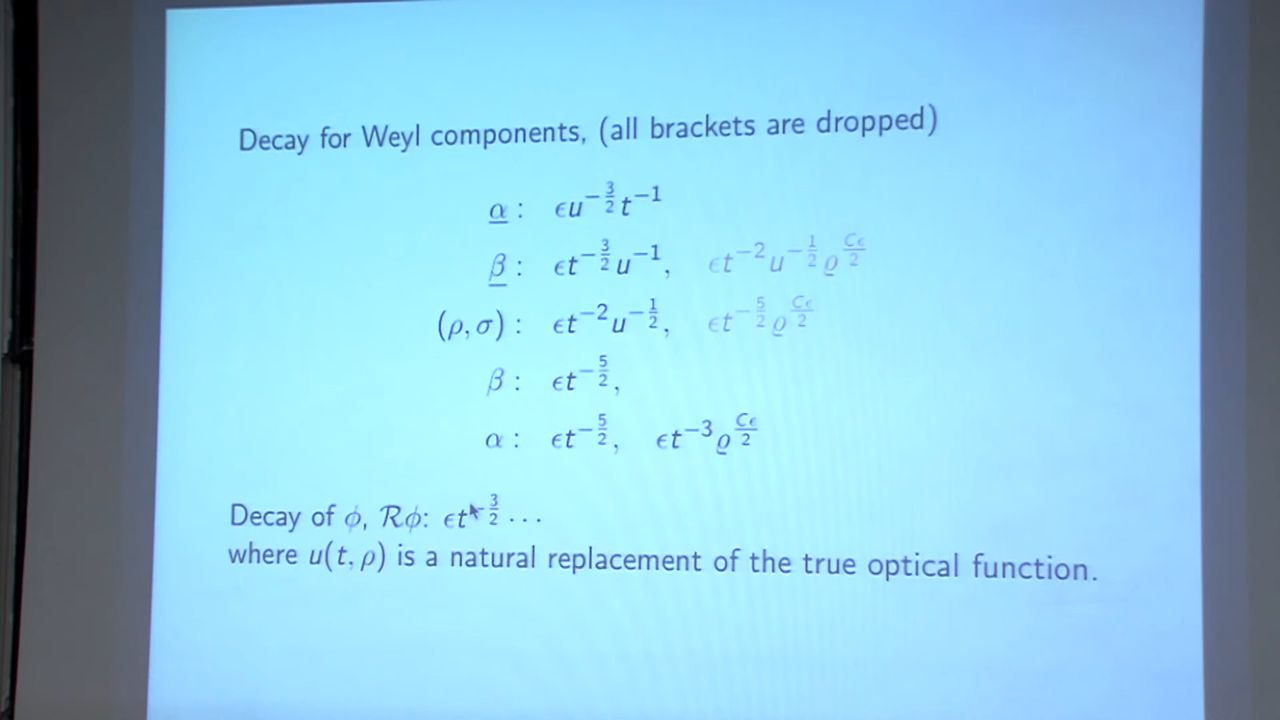 Decay for Weyl components, (all brackets are dropped)
α̲ : ϵu^{-3/2}t^{-1}
β̲ : ϵt^{-3/2}u^{-1}, ϵt^{-2}u^{-1/2}ϱ^{Cϵ/2}
(ρ, σ) : ϵt^{-2}u^{-1/2}, ϵt^{-5/2}ϱ^{Cϵ/2}
β : ϵt^{-5/2},
α : ϵt^{-5/2}, ϵt^{-3}ϱ^{Cϵ/2}
Decay of ϕ, ℛϕ: ϵt^{-3/2} ···
where u(t, ρ) is a natural replacement of the true optical function.